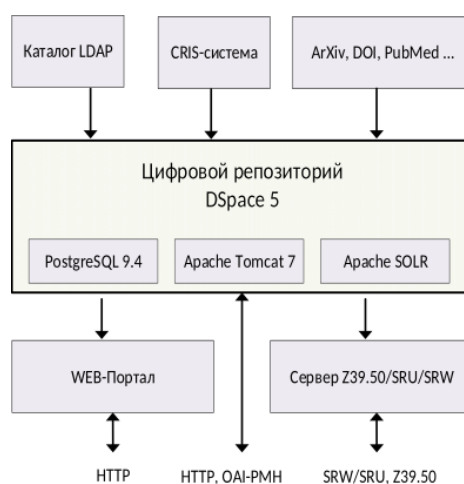 Каталог LDAP
CRIS-система
ArXiv, DOI, PubMed ...
Цифровой репозиторий
DSpace 5
PostgreSQL 9.4
Apache Tomcat 7
Apache SOLR
WEB-Портал
Сервер Z39.50/SRU/SRW
HTTP
HTTP, OAI-PMH
SRW/SRU, Z39.50